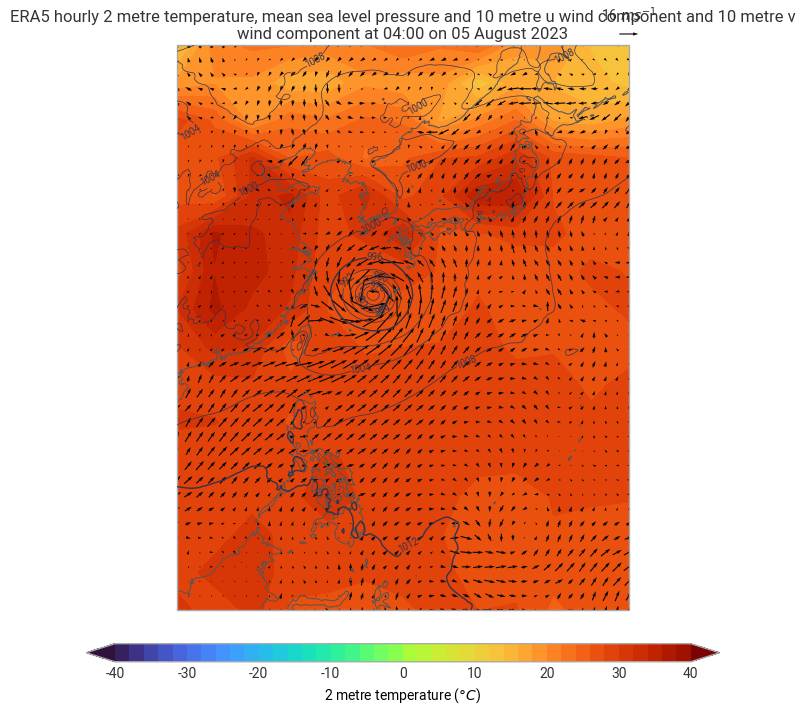 ERA5 hourly 2 metre temperature, mean sea level pressure and 10 metre u wind component and 10 metre v
wind component at 04:00 on 05 August 2023
16 ms⁻¹
1008
1008
1000
1004
1000
1004
1000
1000
996
1004
1008
1012
-40 -30 -20 -10 0 10 20 30 40
2 metre temperature (°C)